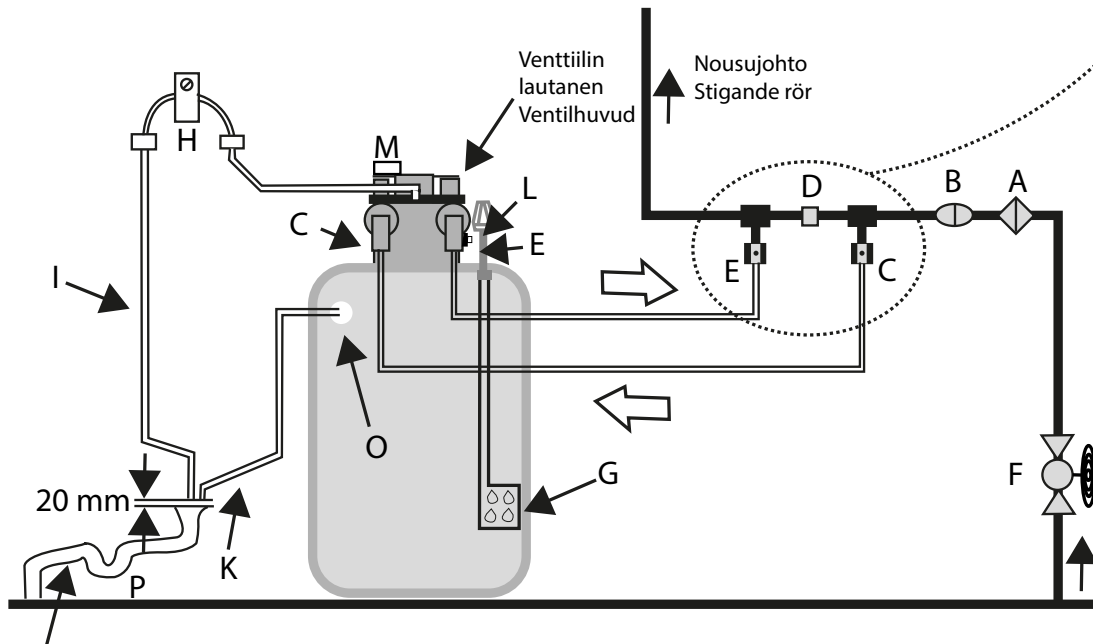 Venttiilin
lautanen
Ventilhuvud
Nousujohto
Stigande rör
H
M
L
C
E
I
D
B
A
E
C
O
G
F
20 mm
P
K